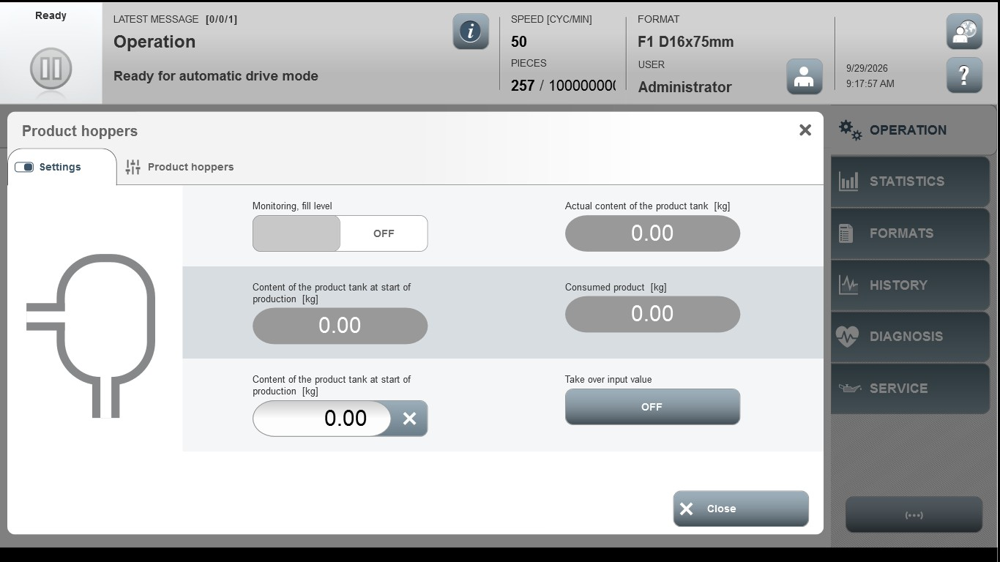 Ready
LATEST MESSAGE [0/0/1]
Operation
Ready for automatic drive mode
i
SPEED [CYC/MIN]
50
PIECES
257 / 10000000
FORMAT
F1 D16x75mm
USER
Administrator
9/29/2026
9:17:57 AM
?
Product hoppers
Settings
Product hoppers
Monitoring, fill level
OFF
Actual content of the product tank [kg]
0.00
Content of the product tank at start of
production [kg]
0.00
Consumed product [kg]
0.00
Content of the product tank at start of
production [kg]
0.00
Take over input value
OFF
Close
OPERATION
STATISTICS
FORMATS
HISTORY
DIAGNOSIS
SERVICE
(•••)